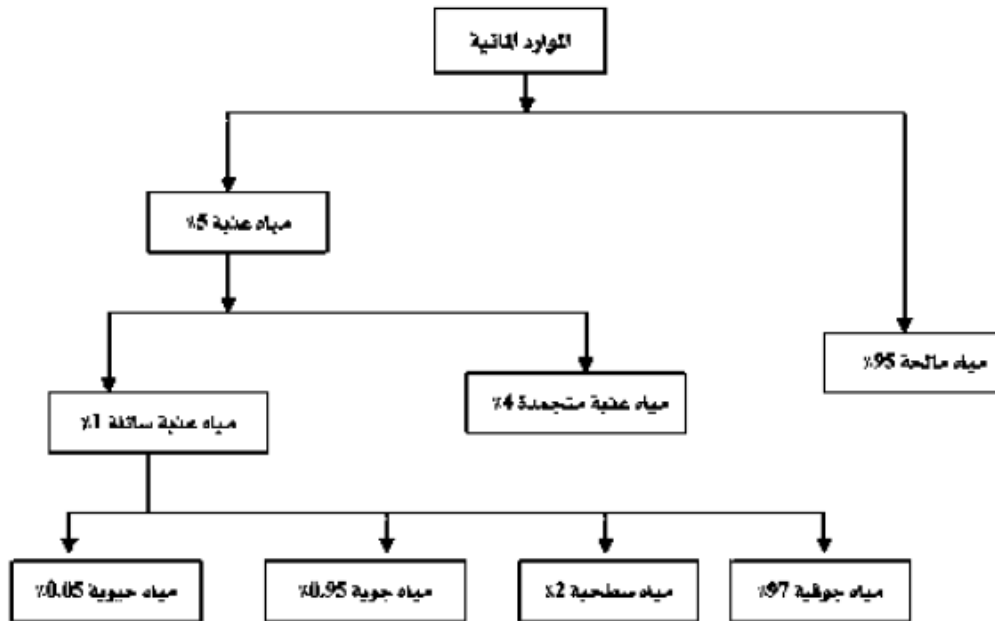 الموارد المائية
مياه عذبة 5%
مياه مالحة 95%
مياه عذبة متجمدة 4%
مياه عذبة سائلة 1%
مياه جوفية 97%
مياه سطحية 2%
مياه جوية 0.95%
مياه حيوية 0.05%